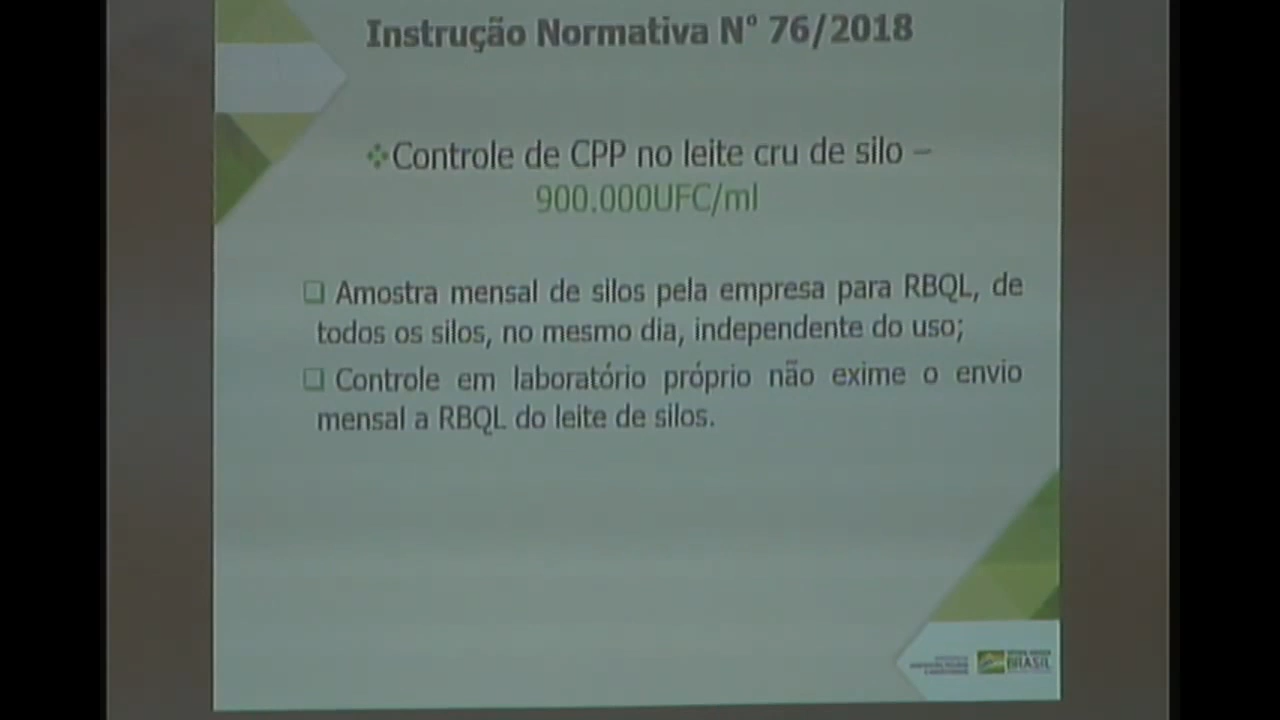 Instrução Normativa N° 76/2018
Controle de CPP no leite cru de silo –
900.000UFC/ml
Amostra mensal de silos pela empresa para RBQL, de
todos os silos, no mesmo dia, independente do uso;
Controle em laboratório próprio não exime o envio
mensal a RBQL do leite de silos.
BRASIL